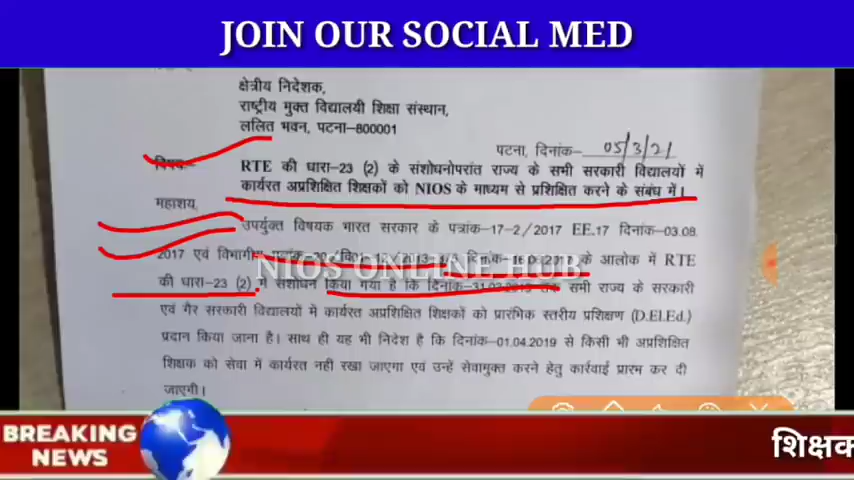 JOIN OUR SOCIAL MED
क्षेत्रीय निदेशक,
राष्ट्रीय मुक्त विद्यालयी शिक्षा संस्थान,
ललित भवन, पटना–800001
पटना, दिनांक– 05/3/21
विषय:– RTE की धारा–23 (2) के संशोधनोपरांत राज्य के सभी सरकारी विद्यालयों में
कार्यरत अप्रशिक्षित शिक्षकों को NIOS के माध्यम से प्रशिक्षित करने के संबंध में।
महाशय,
उपर्युक्त विषयक भारत सरकार के पत्रांक–17–2/2017 EE.17 दिनांक–03.08.
2017 एवं विभागीय दिनांक– के आलोक में RTE
NIOS ONLINE HUB
की धारा–23 (2) में संशोधन किया गया है कि दिनांक– सभी राज्य के सरकारी
एवं गैर सरकारी विद्यालयों में कार्यरत अप्रशिक्षित शिक्षकों को प्रारंभिक स्तरीय प्रशिक्षण (D.El.Ed.)
प्रदान किया जाना है। साथ ही यह भी निदेश है कि दिनांक–01.04.2019 से किसी भी अप्रशिक्षित
शिक्षक को सेवा में कार्यरत नहीं रखा जाएगा एवं उन्हें सेवामुक्त करने हेतु कार्रवाई प्रारम्भ कर दी
जाएगी।
BREAKING
NEWS
शिक्षक